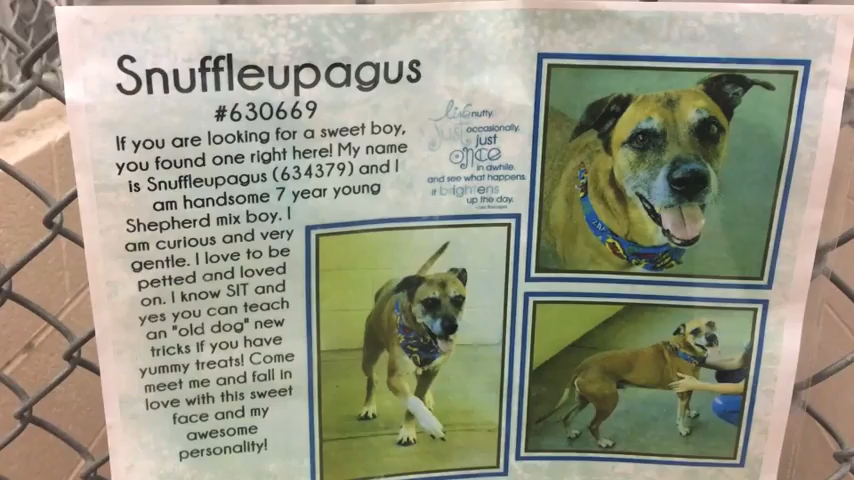 Snuffleupagus
#630669
If you are looking for a sweet boy,
you found one right here! My name
is Snuffleupagus (634379) and I
am handsome 7 year young
Shepherd mix boy. I
am curious and very
gentle. I love to be
petted and loved
on. I know SIT and
yes you can teach
an "old dog" new
tricks if you have
yummy treats! Come
meet me and fall in
love with this sweet
face and my
awesome
personality!
nutty
occasionally.
just
once
in awhile.
and see what happens.
it brightens
up the day.